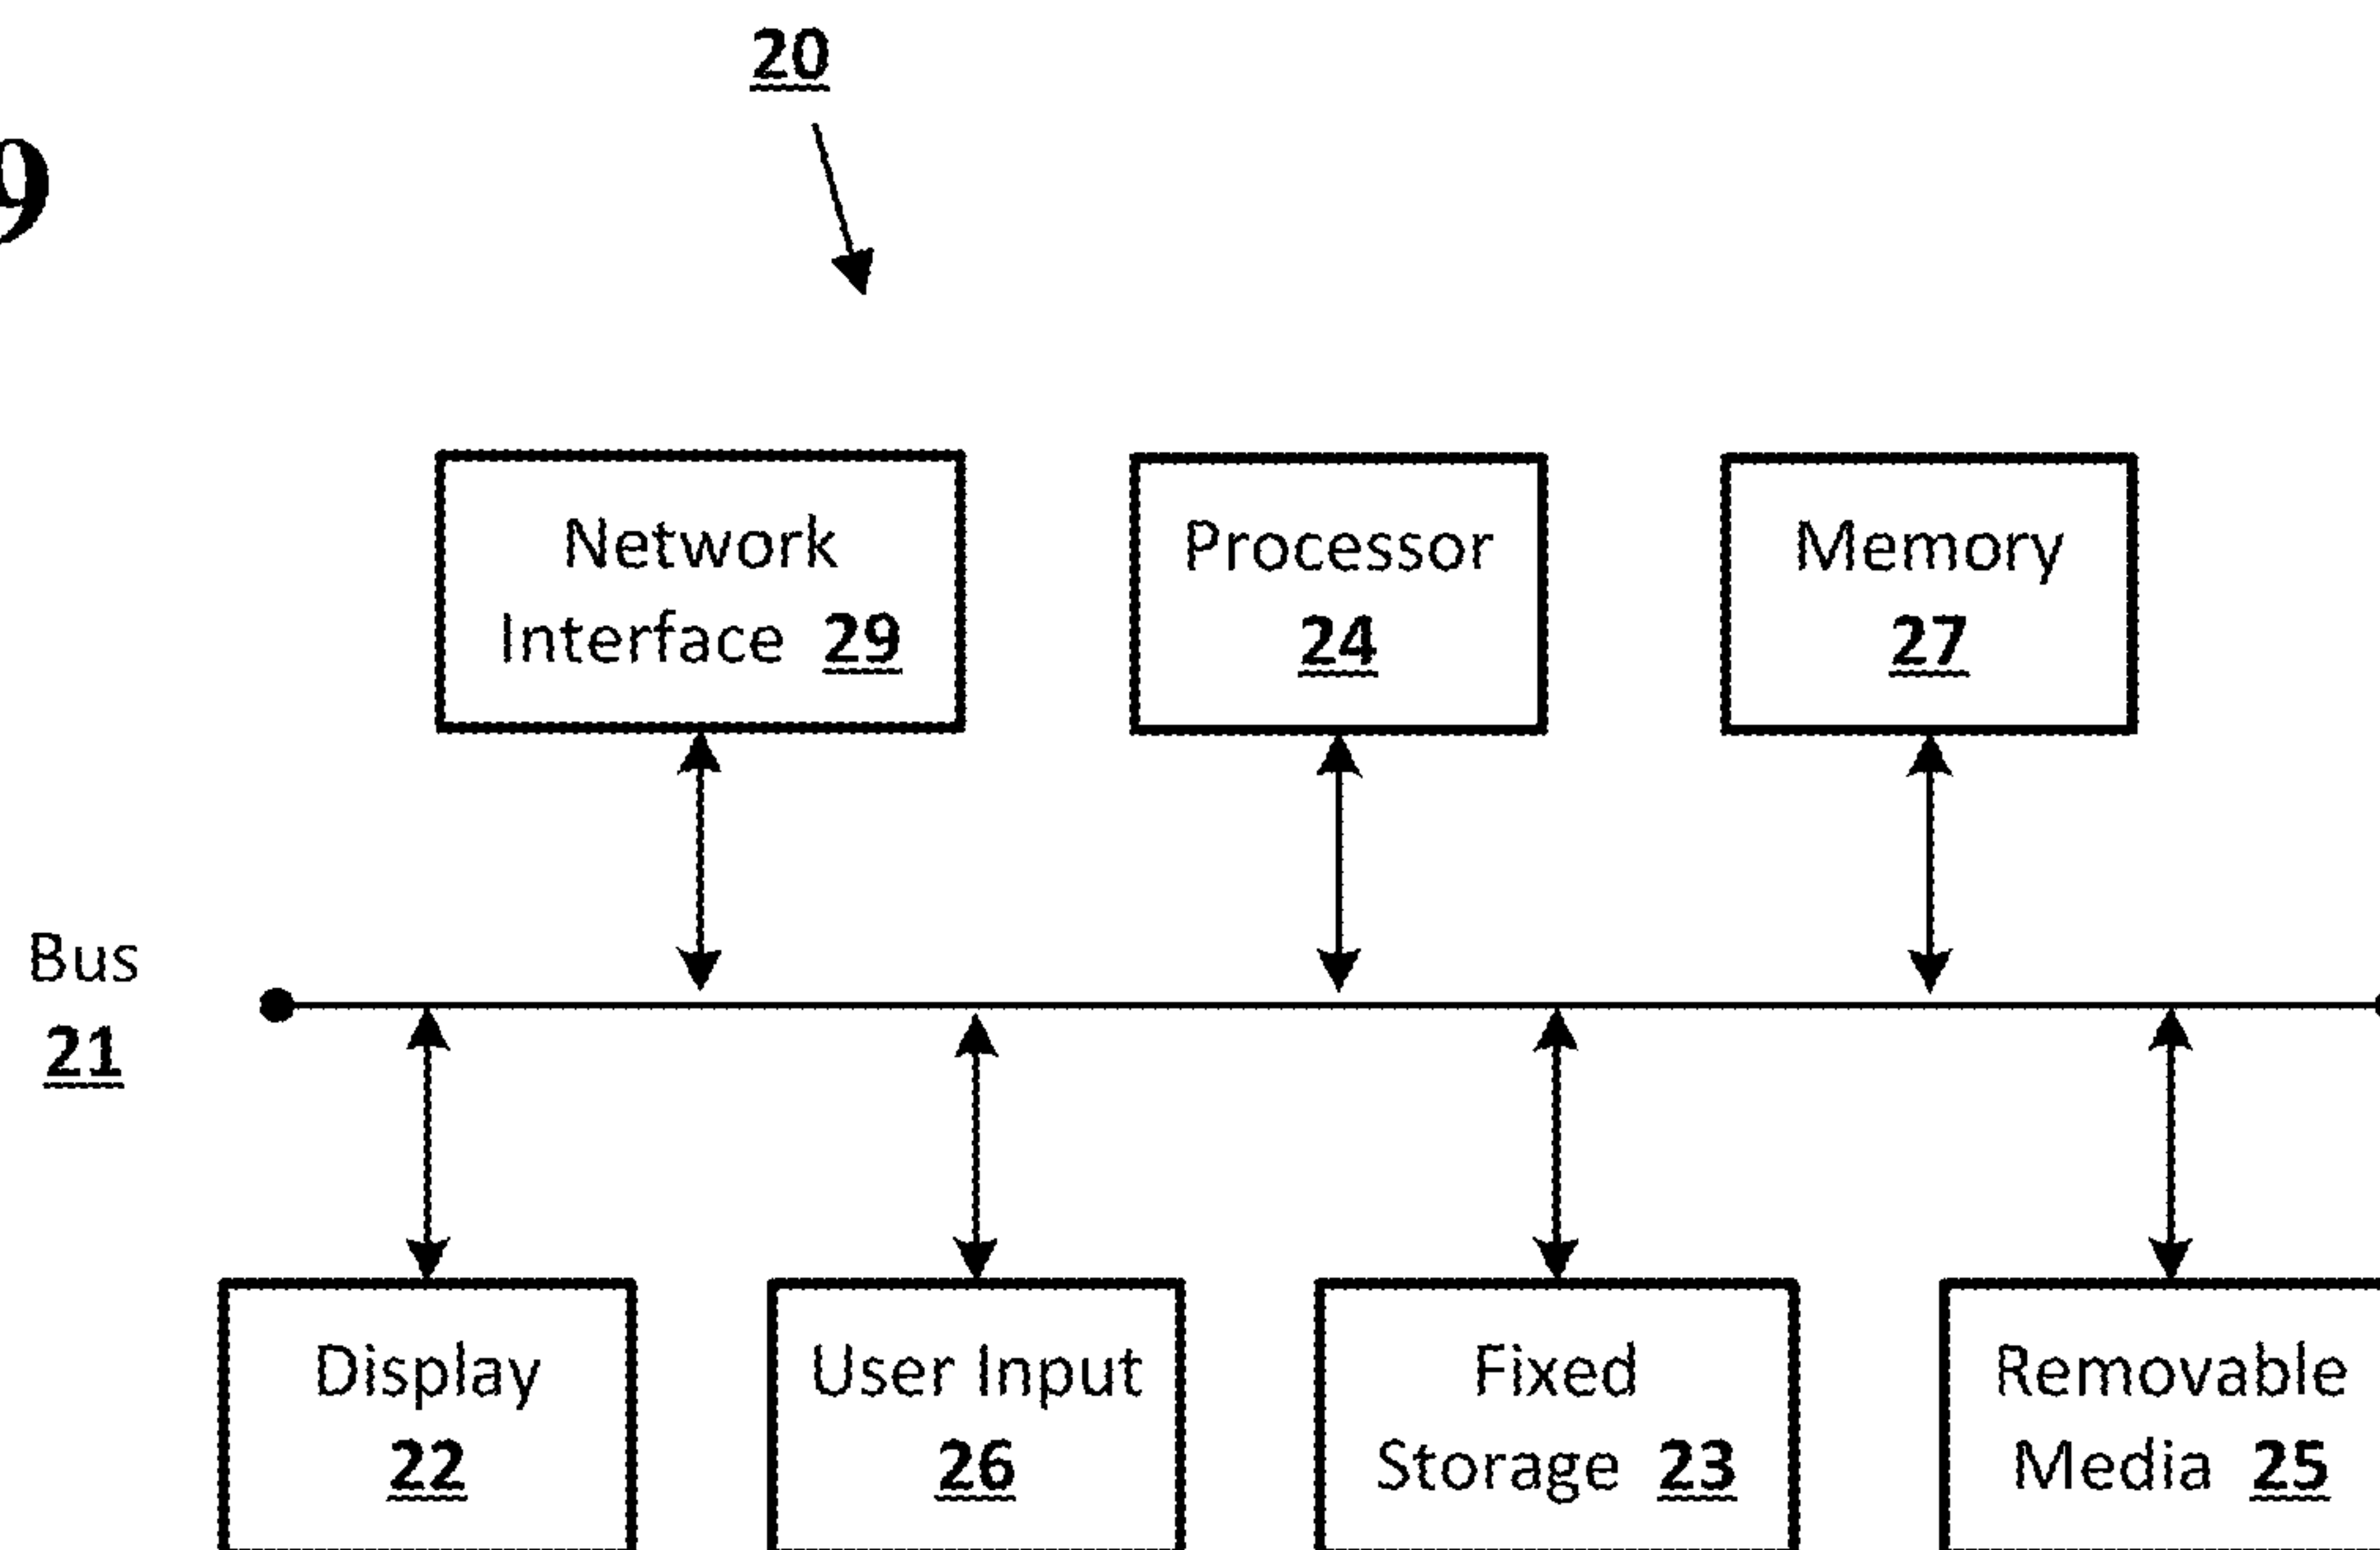 20
9
Network
Interface 29
Processor
24
Memory
27
Bus
21
Display
22
User Input
26
Fixed
Storage 23
Removable
Media 25